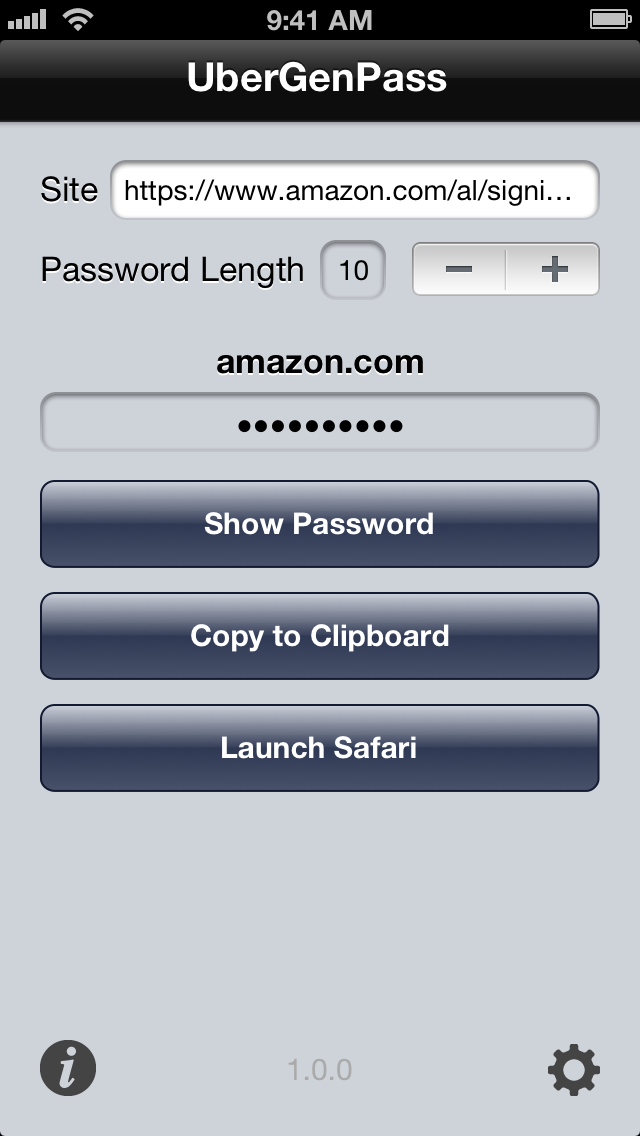 9:41 AM
UberGenPass
Site https://www.amazon.com/al/signi...
Password Length 10
amazon.com
••••••••••
Show Password
Copy to Clipboard
Launch Safari
1.0.0